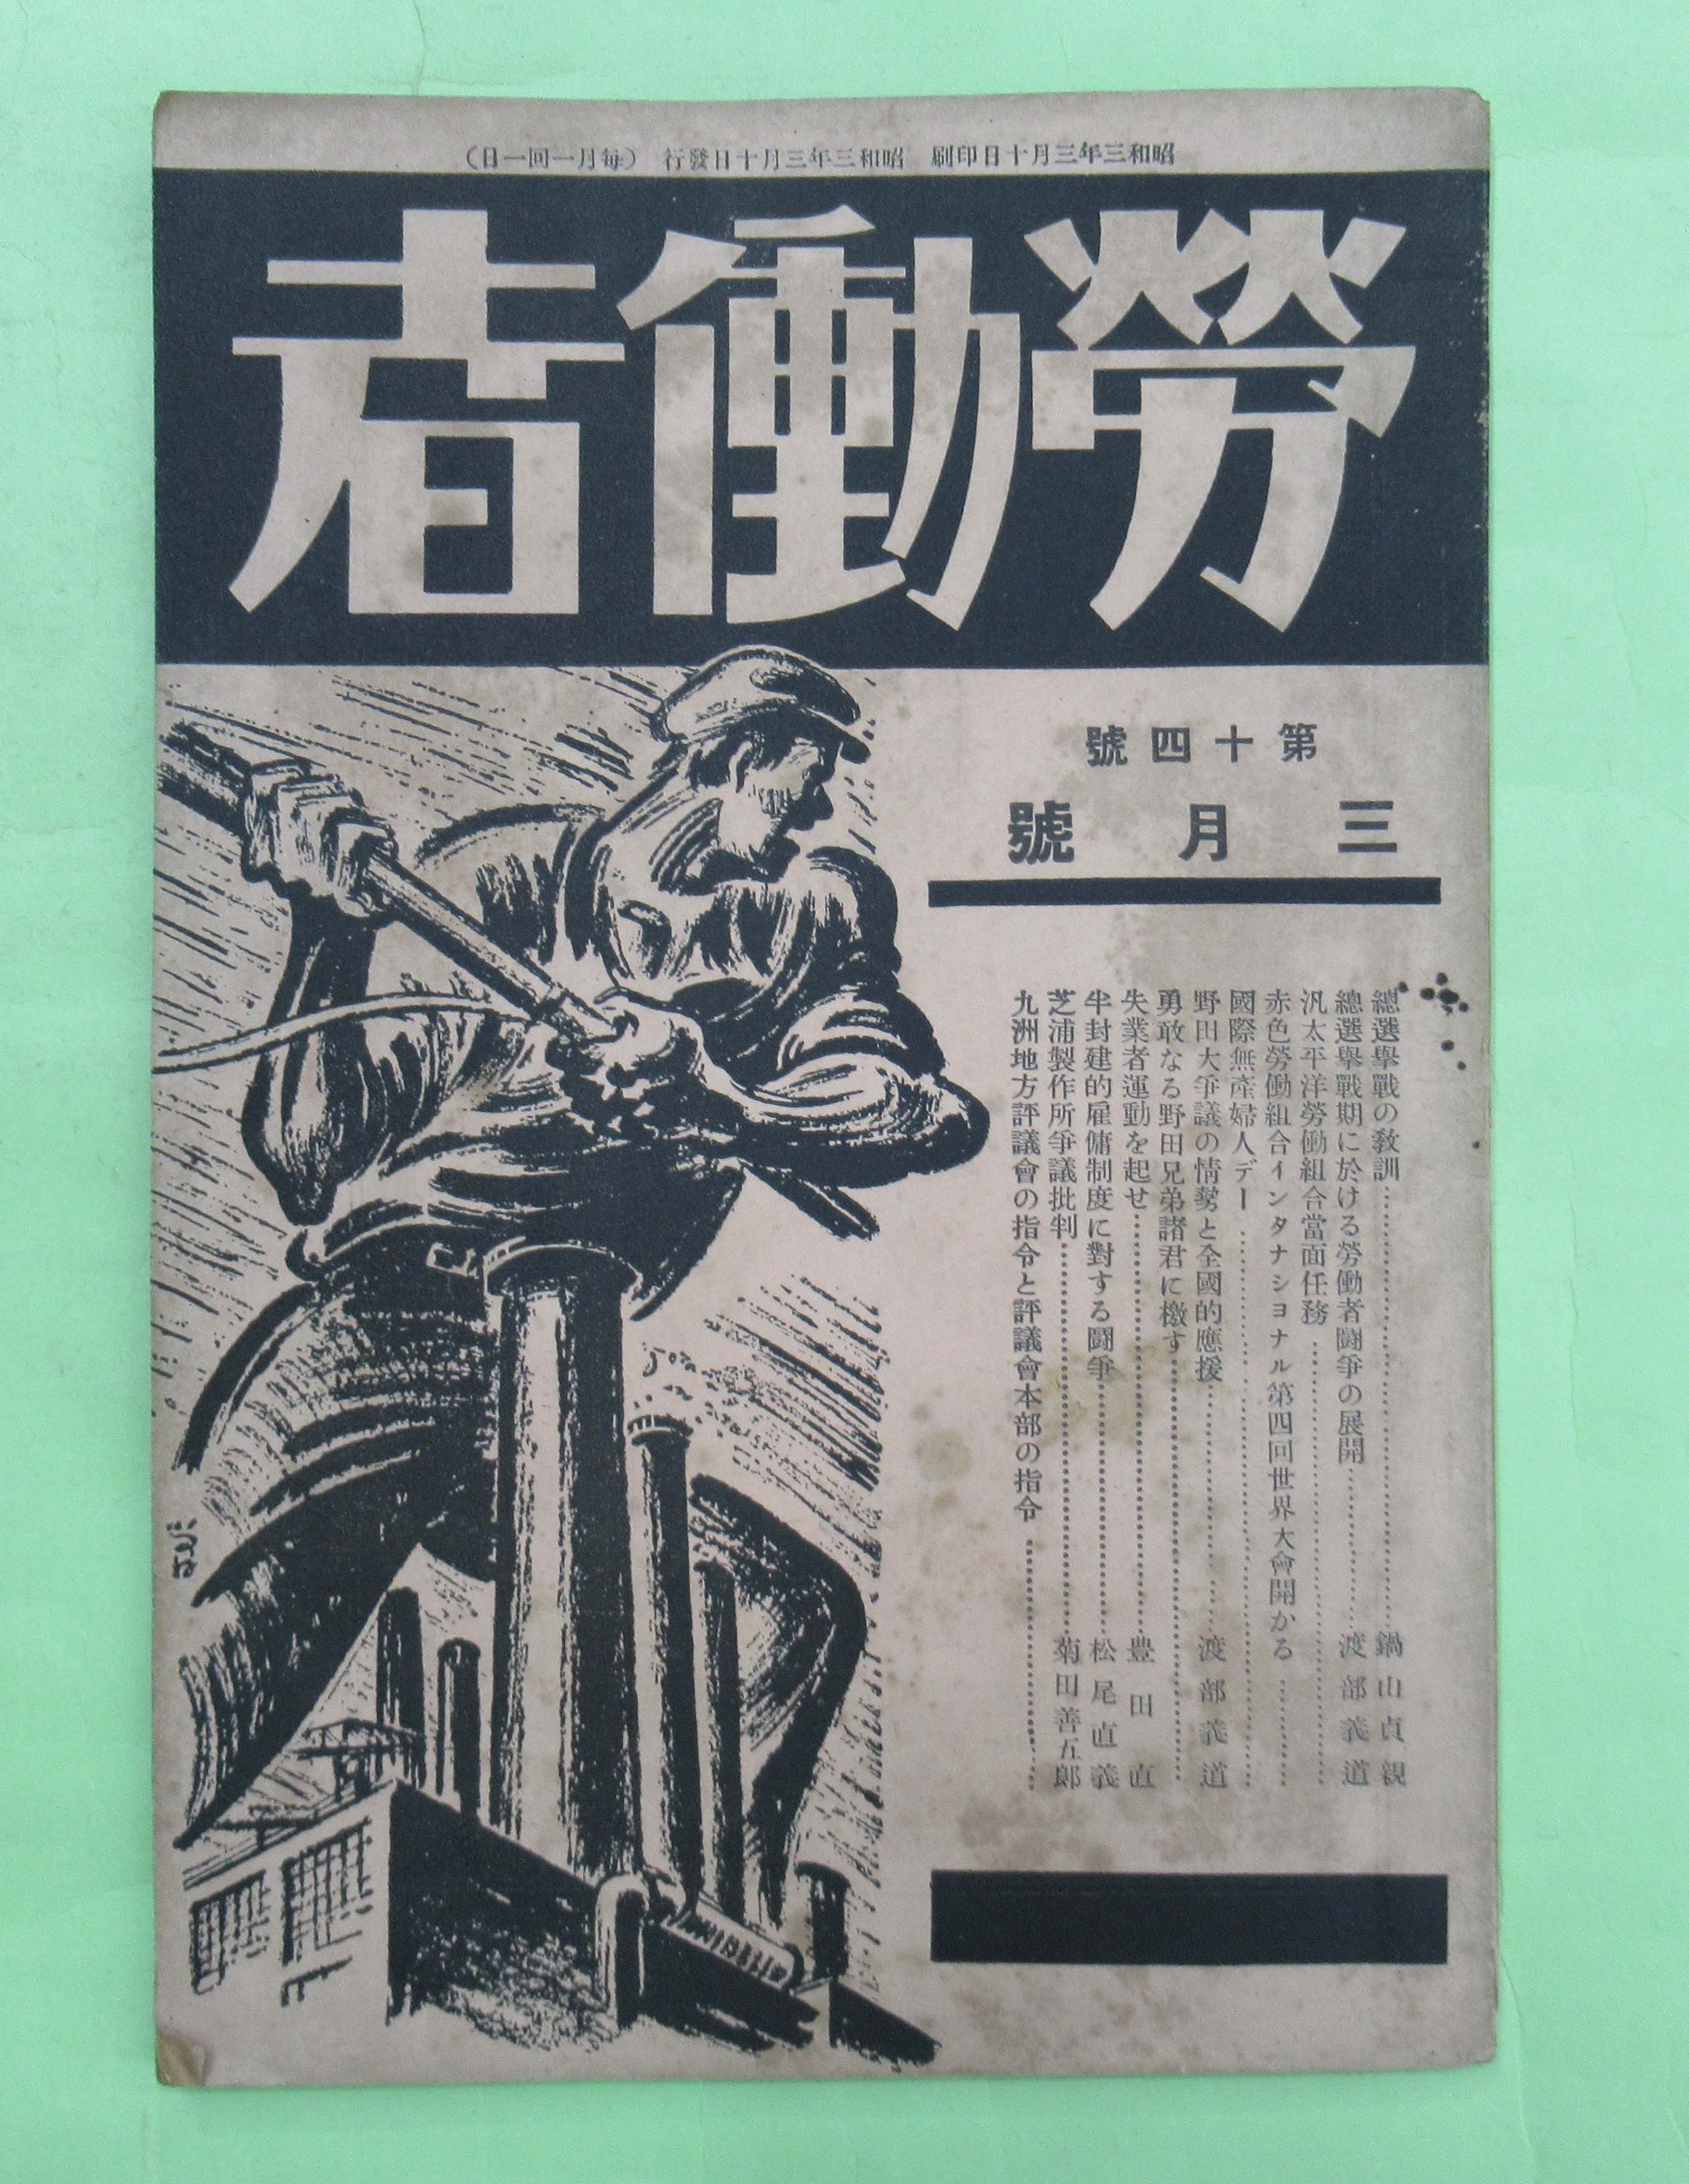 昭和三年三月十日印刷 昭和三年三月十日發行 (每月一回一日)
勞働者
第十四號
三月號
總選擧戰の敎訓……鍋山貞親
總選擧戰期に於ける勞働者鬪爭の展開……渡部義道
汎太平洋勞働組合當面任務……
赤色勞働組合インタナシヨナル第四回世界大會開かる……
國際無產婦人デー……
野田大爭議の情勢と全國的應援……渡部義道
勇敢なる野田兄弟諸君に檄す……
失業者運動を起せ……豊田直
半封建的雇傭制度に對する鬪爭……松尾直義
芝浦製作所爭議批判……菊田善五郎
九洲地方評議會の指令と評議會本部の指令……